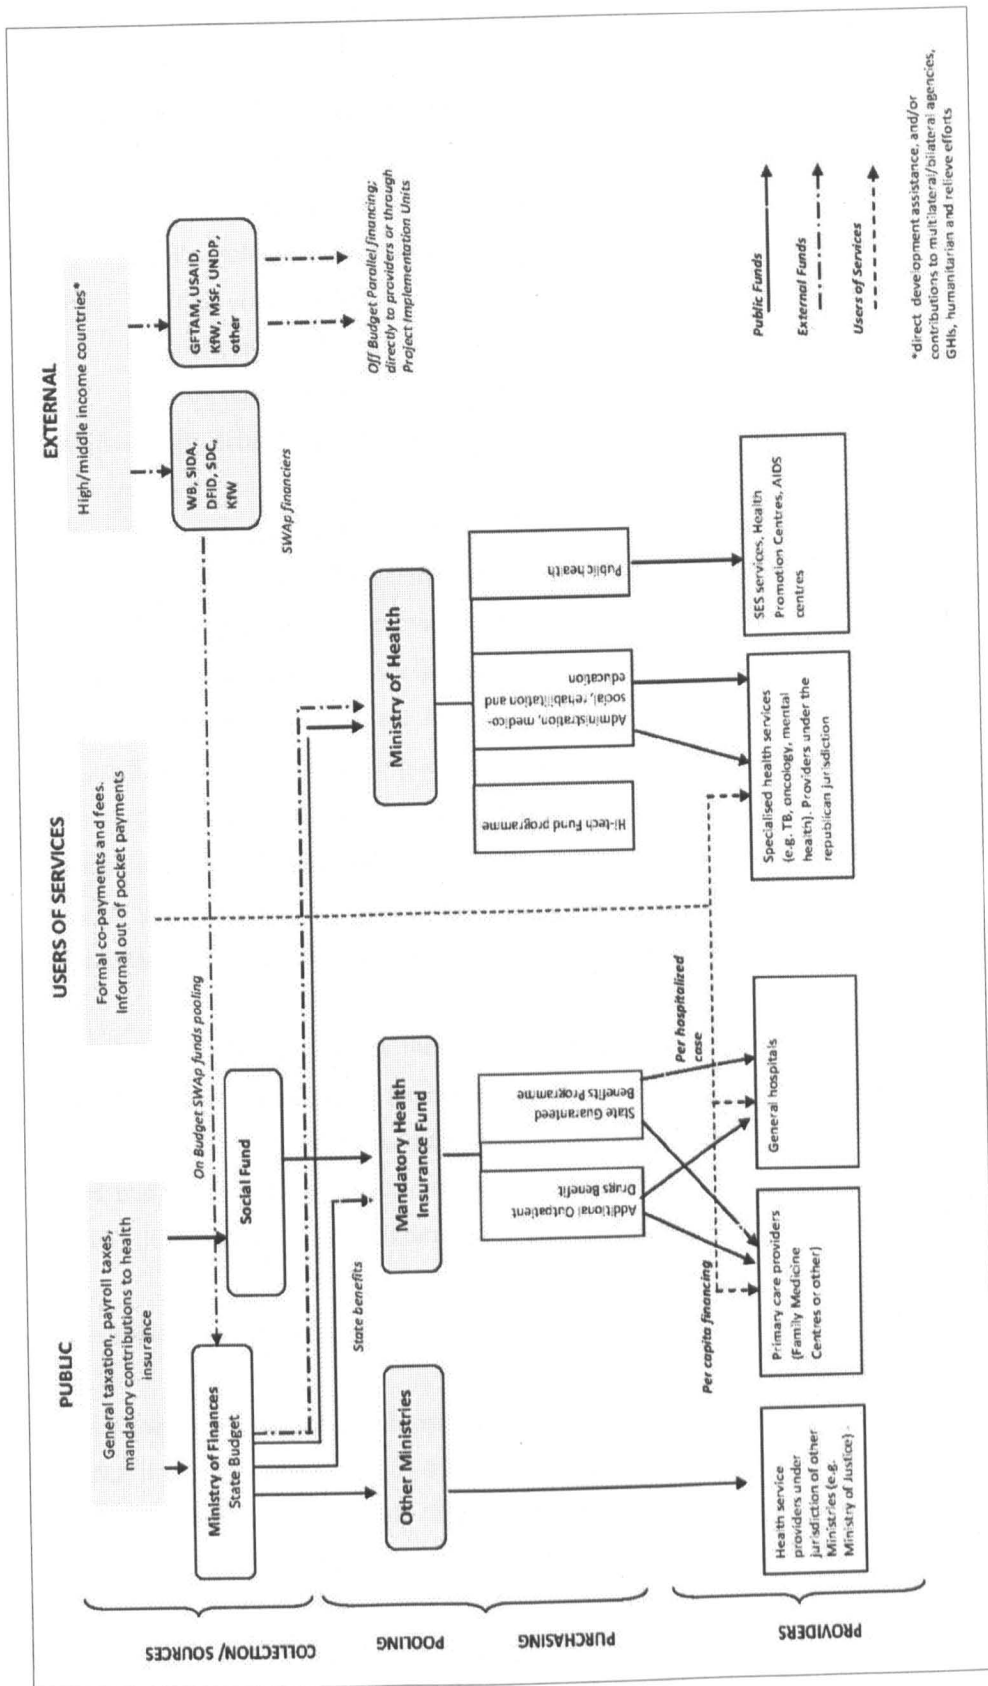 PUBLIC
USERS OF SERVICES
EXTERNAL
General taxation, payroll taxes,
mandatory contributions to health
insurance
Formal co-payments and fees.
Informal out of pocket payments
High/middle income countries*
COLLECTION/ SOURCES
Ministry of Finances
State Budget
Social Fund
On Budget SWAp funds pooling
WB, SIDA,
DFID, SDC,
KfW
GFTAM, USAID,
KfW, MSF, UNDP,
other
SWAp financiers
Off Budget Parallel financing;
directly to providers or through
Project Implementation Units
State benefits
POOLING
Other Ministries
Mandatory Health
Insurance Fund
Ministry of Health
PURCHASING
Additional Outpatient
Drugs Benefit
State Guaranteed
Benefits Programme
Hi-tech Fund programme
Administration, medico-
social, rehabilitation and
education
Public health
Per capita financing
Per hospitalized
case
PROVIDERS
Health service
providers under
jurisdiction of other
Ministries (e.g.
Ministry of Justice) -
Primary care providers
(Family Medicine
Centres or other)
General hospitals
Specialised health services
(e.g. TB, oncology, mental
health). Providers under the
republican jurisdiction
SES services, Health
Promotion Centres, AIDS
centres
Public Funds
External Funds
Users of Services
*direct development assistance, and/or
contributions to multilateral/bilateral agencies,
GHIs, humanitarian and relieve efforts